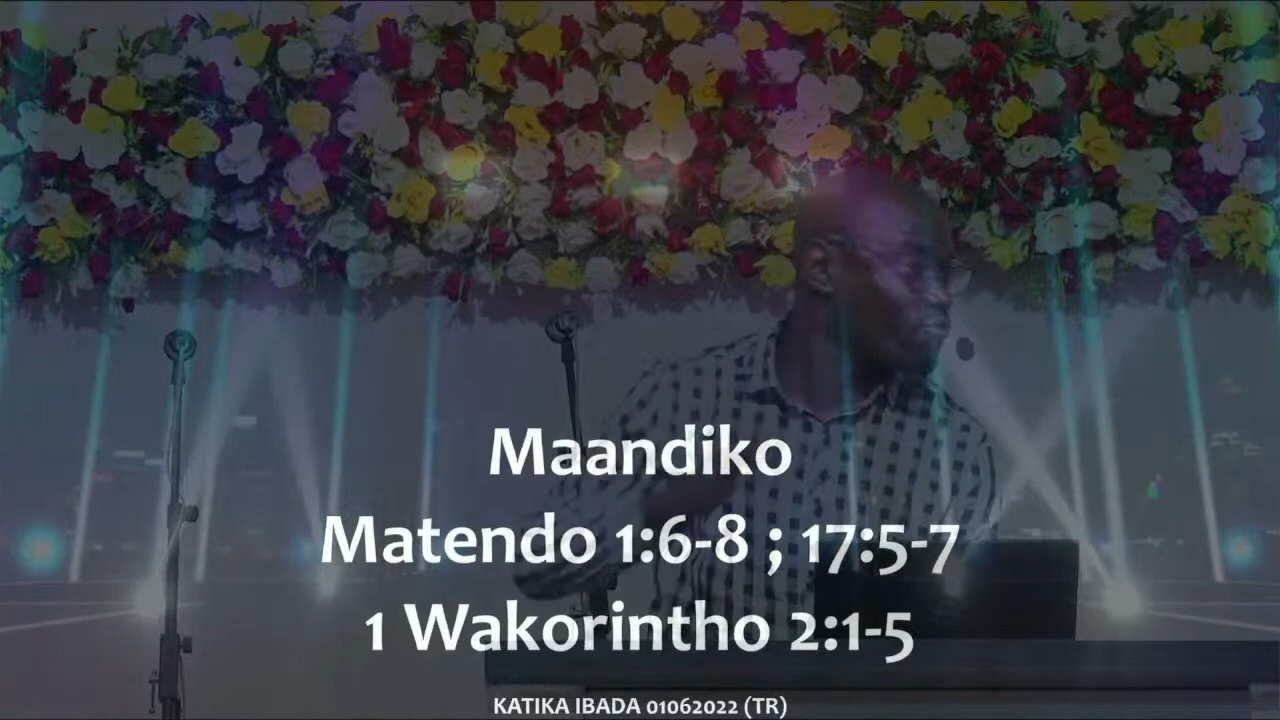 Maandiko
Matendo 1:6-8 ; 17:5-7
1 Wakorintho 2:1-5
KATIKA IBADA 01062022 (TR)